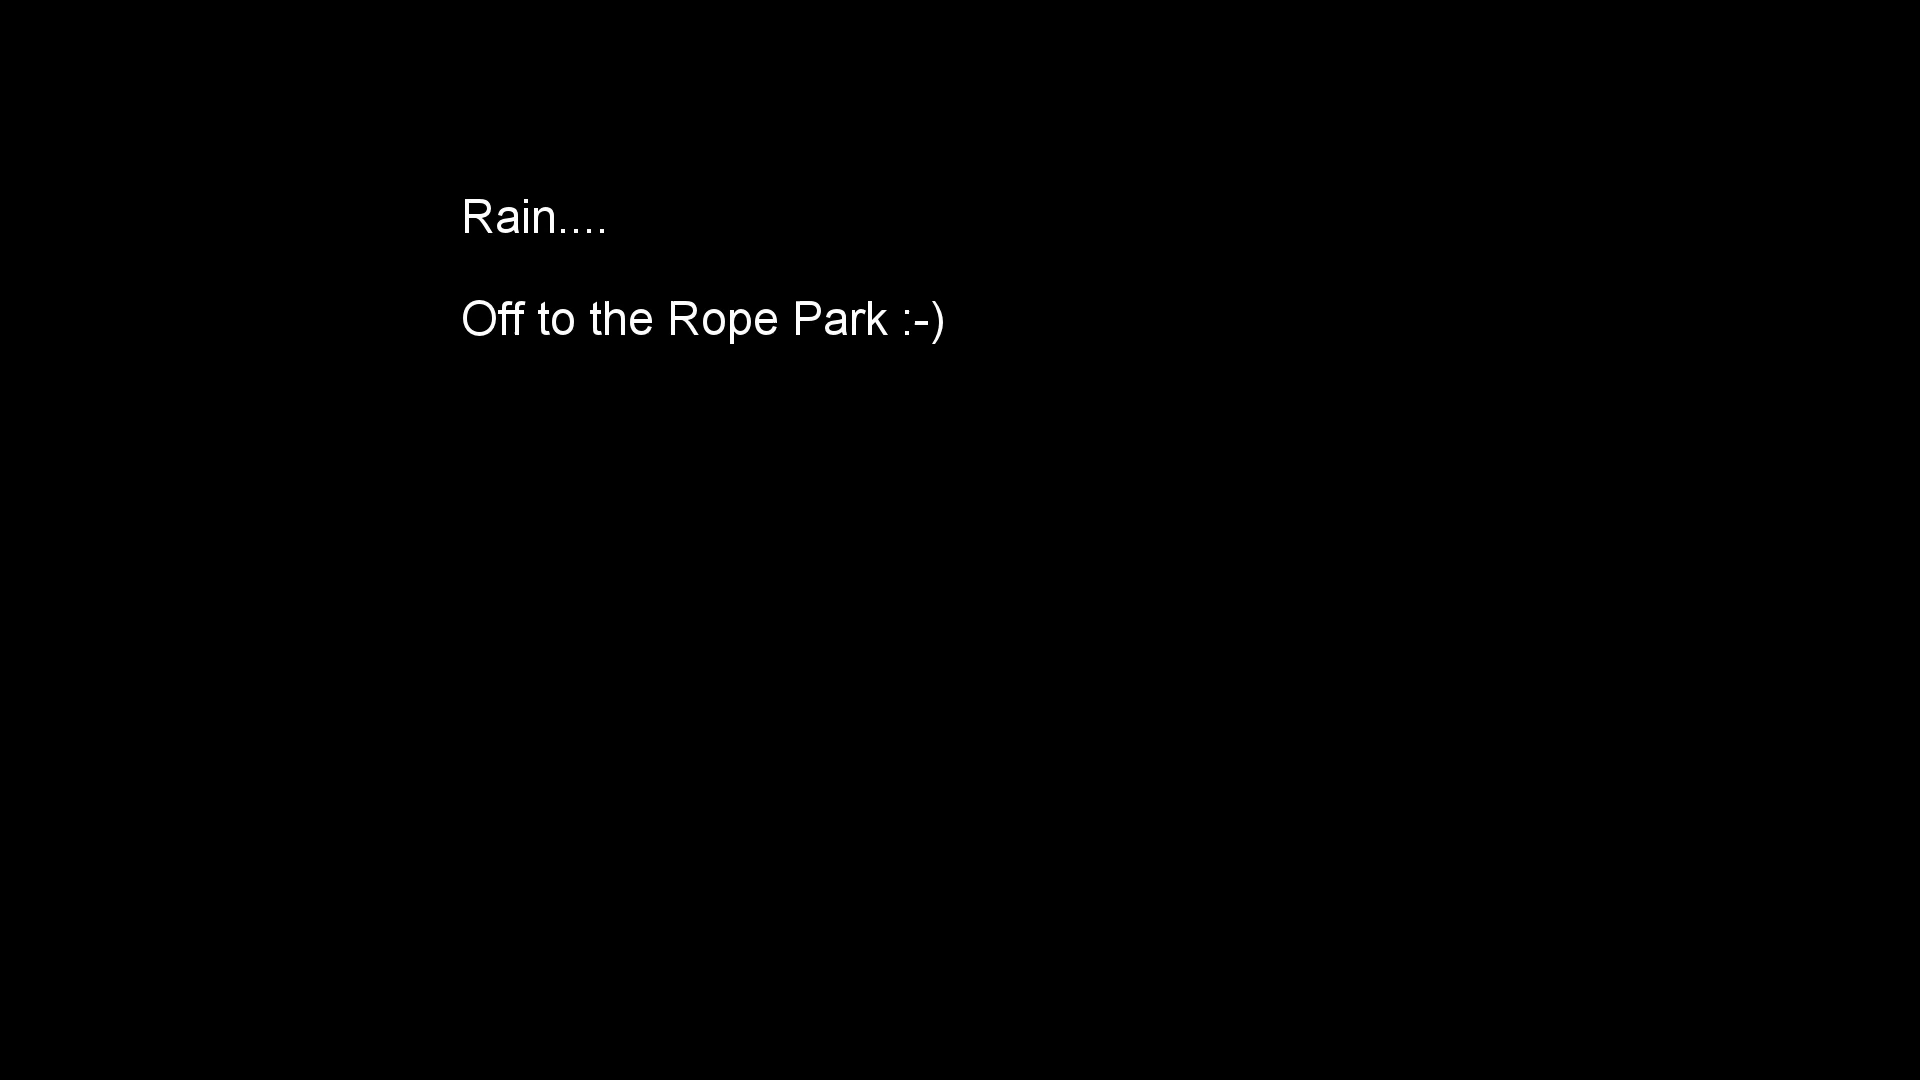 Rain....
Off to the Rope Park :-)